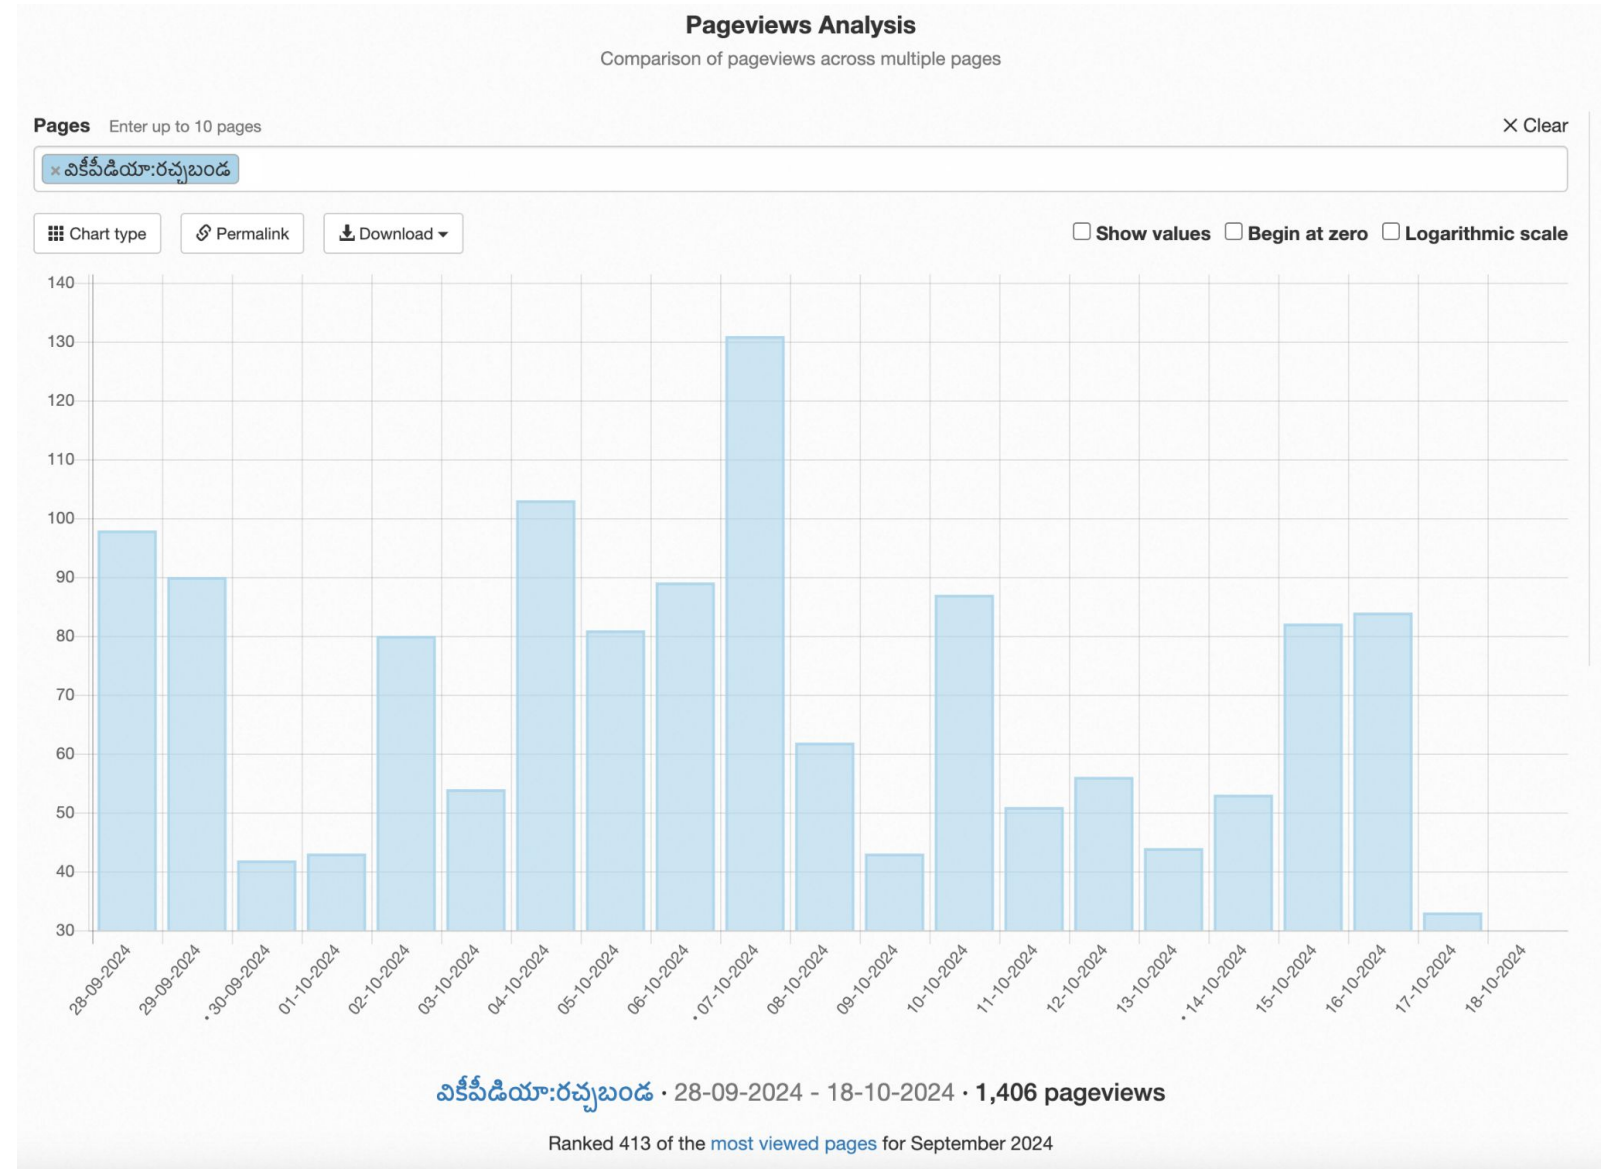 Pageviews Analysis
Comparison of pageviews across multiple pages
Pages Enter up to 10 pages × Clear
× వికీపీడియా:రచ్చబండ
Chart type Permalink Download Show values Begin at zero Logarithmic scale
140
130
120
110
100
90
80
70
60
50
40
30
28-09-2024 29-09-2024 • 30-09-2024 01-10-2024 02-10-2024 03-10-2024 04-10-2024 05-10-2024 06-10-2024 • 07-10-2024 08-10-2024 09-10-2024 10-10-2024 11-10-2024 12-10-2024 13-10-2024 • 14-10-2024 15-10-2024 16-10-2024 17-10-2024 18-10-2024
వికీపీడియా:రచ్చబండ · 28-09-2024 - 18-10-2024 · 1,406 pageviews
Ranked 413 of the most viewed pages for September 2024